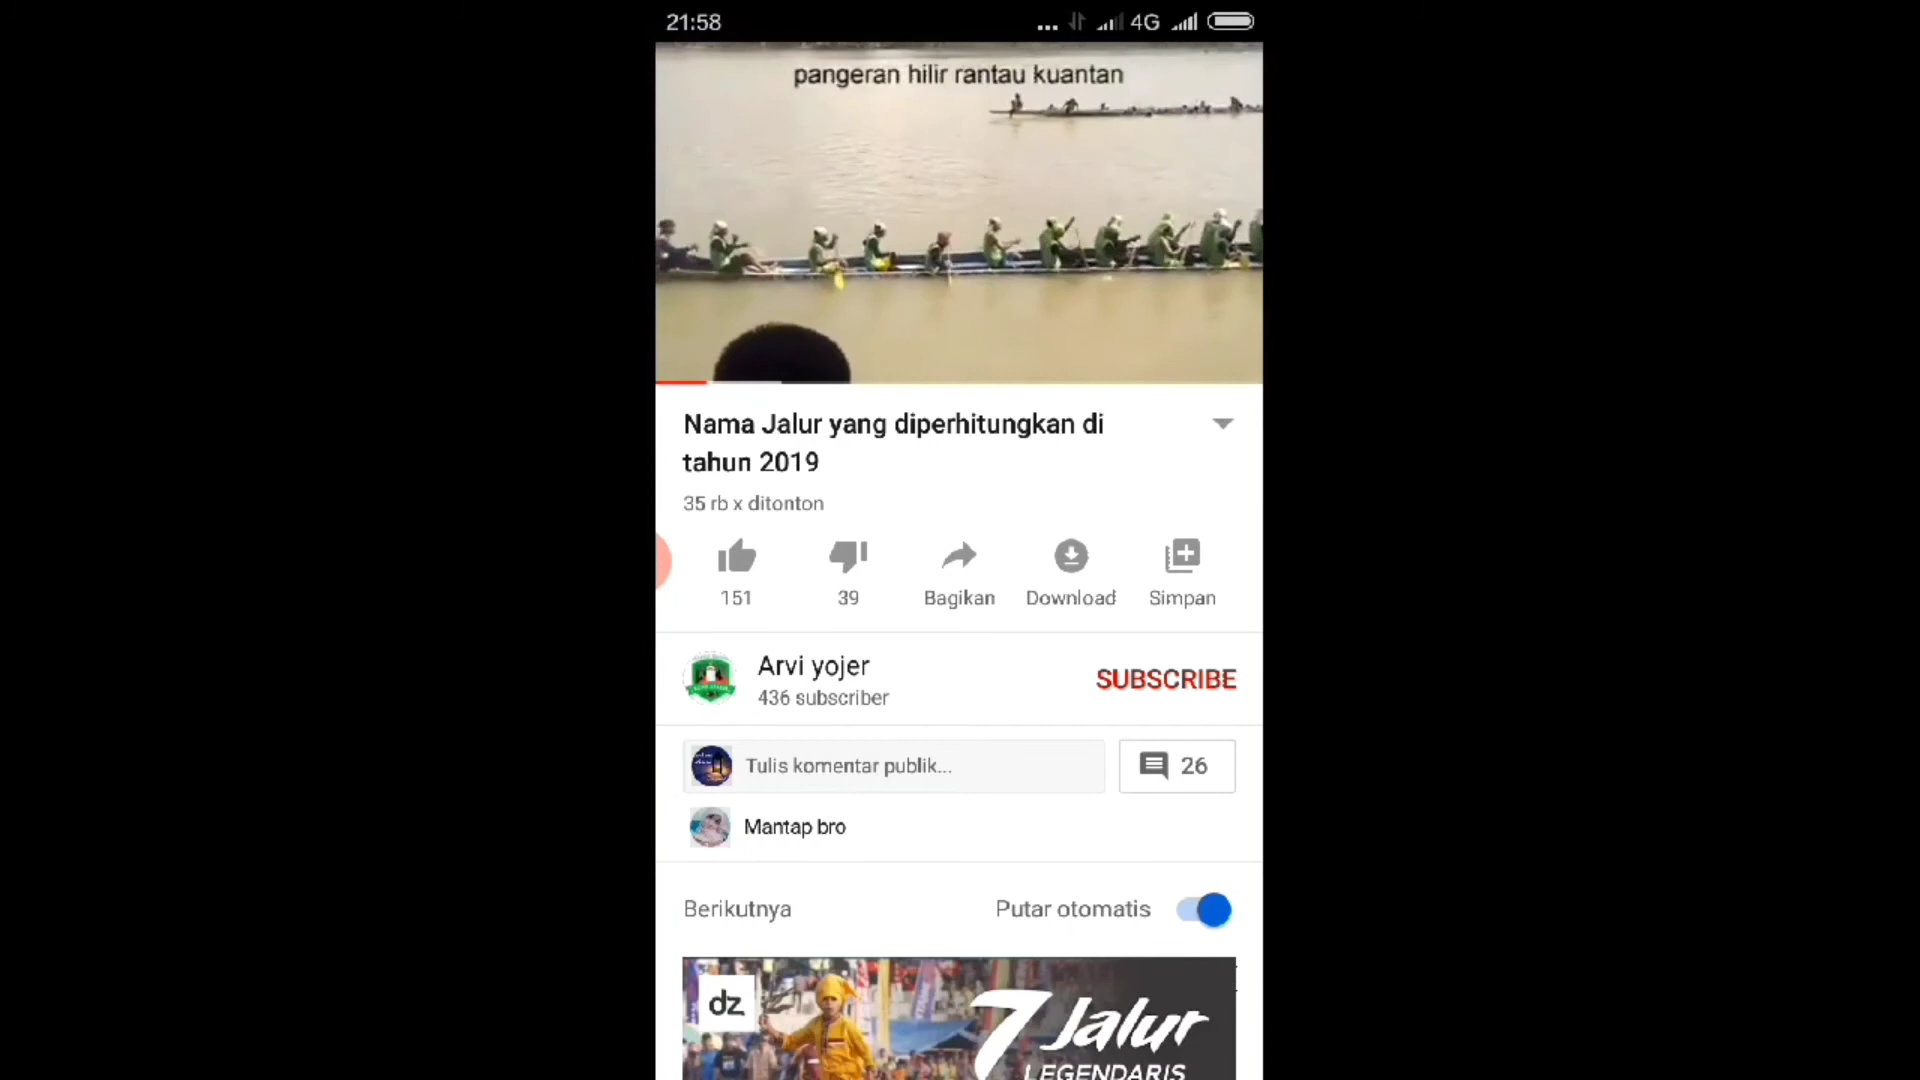 21:58
... 4G
pangeran hilir rantau kuantan
Nama Jalur yang diperhitungkan di
tahun 2019
35 rb x ditonton
151
39
Bagikan
Download
Simpan
Arvi yojer
436 subscriber
SUBSCRIBE
Tulis komentar publik...
26
Mantap bro
Berikutnya
Putar otomatis
dz
7 Jalur
LEGENDARIS